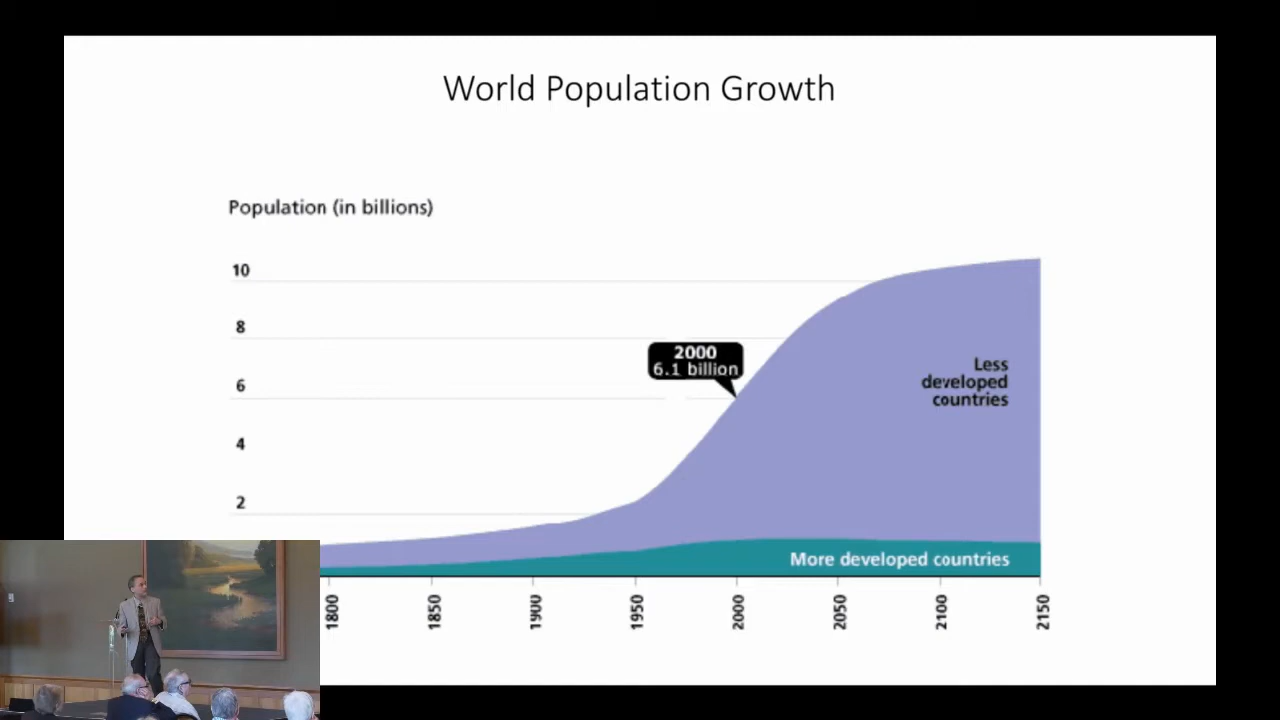 World Population Growth
Population (in billions)
10
8
2000
6.1 billion
Less
developed
countries
6
4
2
More developed countries
1800
1850
1900
1950
2000
2050
2100
2150